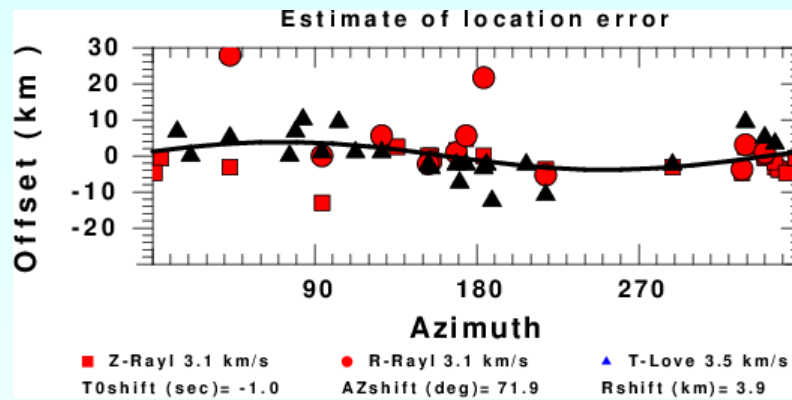 Estimate of location error
30
20
10
0
-10
-20
Offset (km)
90 180 270
Azimuth
Z-Rayl 3.1 km/s R-Rayl 3.1 km/s T-Love 3.5 km/s
T0shift (sec)= -1.0 AZshift (deg)= 71.9 Rshift (km)= 3.9